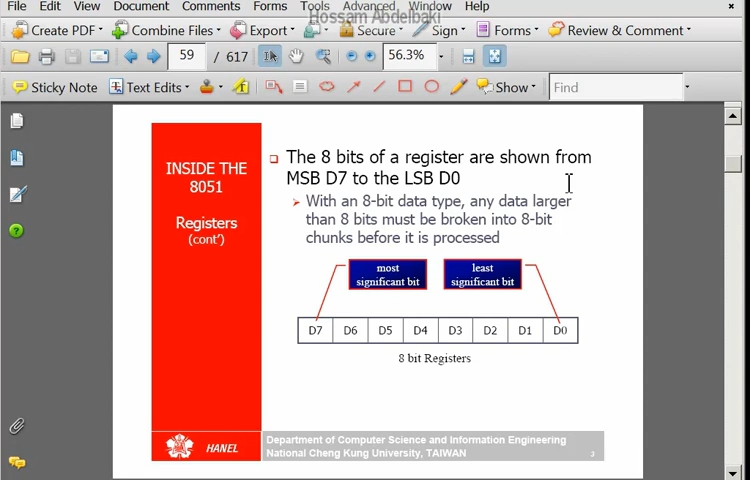 Hossam Abdelbaki
File Edit View Document Comments Forms Tools Advanced Window Help
Create PDF Combine Files Export Secure Sign Forms Review & Comment
59 / 617 56.3% Find
Sticky Note Text Edits Show
INSIDE THE
8051
Registers
(cont')
The 8 bits of a register are shown from
MSB D7 to the LSB D0
With an 8-bit data type, any data larger
than 8 bits must be broken into 8-bit
chunks before it is processed
most
significant bit
least
significant bit
D7 D6 D5 D4 D3 D2 D1 D0
8 bit Registers
HANEL
Department of Computer Science and Information Engineering
National Cheng Kung University, TAIWAN
3